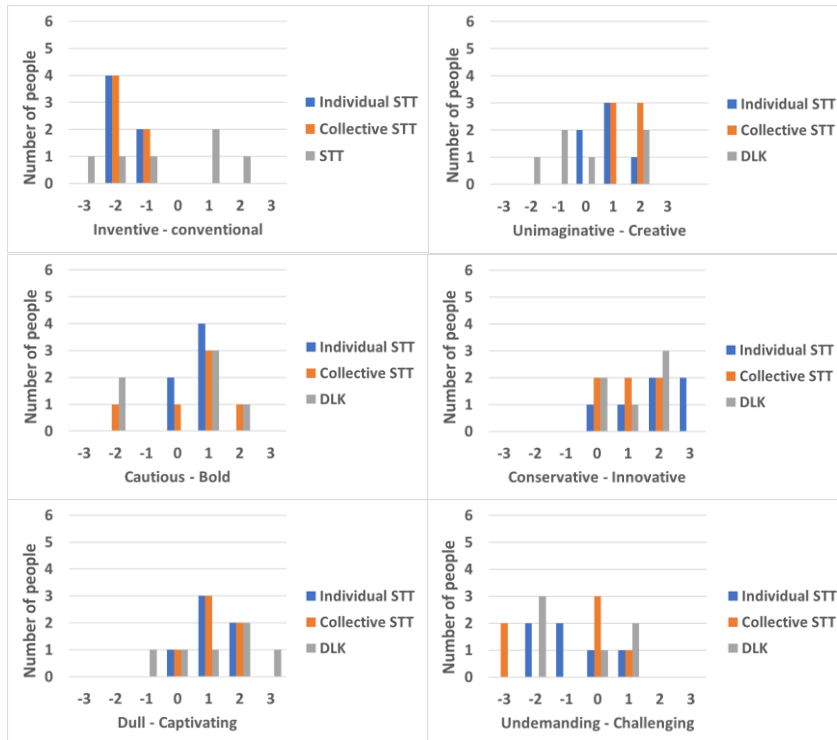 6
5
4
3
2
1
0
Number of people
-3 -2 -1 0 1 2 3
Inventive - conventional
Individual STT
Collective STT
STT
6
5
4
3
2
1
0
Number of people
-3 -2 -1 0 1 2 3
Unimaginative - Creative
Individual STT
Collective STT
DLK
6
5
4
3
2
1
0
Number of people
-3 -2 -1 0 1 2 3
Cautious - Bold
Individual STT
Collective STT
DLK
6
5
4
3
2
1
0
Number of people
-3 -2 -1 0 1 2 3
Conservative - Innovative
Individual STT
Collective STT
DLK
6
5
4
3
2
1
0
Number of people
-3 -2 -1 0 1 2 3
Dull - Captivating
Individual STT
Collective STT
DLK
6
5
4
3
2
1
0
Number of people
-3 -2 -1 0 1 2 3
Undemanding - Challenging
Individual STT
Collective STT
DLK